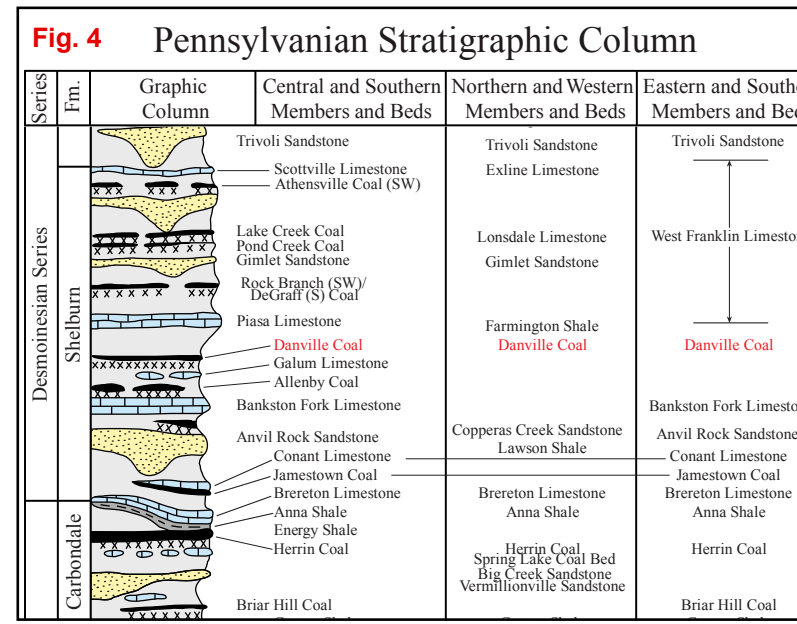 Fig. 4
Pennsylvanian Stratigraphic Column
Series
Fm.
Graphic
Column
Central and Southern
Members and Beds
Northern and Western
Members and Beds
Eastern and Southe
Members and Bed
Desmoinesian Series
Shelburn
Carbondale
Trivoli Sandstone
Scottville Limestone
Athensville Coal (SW)
Lake Creek Coal
Pond Creek Coal
Gimlet Sandstone
Rock Branch (SW)/
DeGraff (S) Coal
Piasa Limestone
Danville Coal
Galum Limestone
Allenby Coal
Bankston Fork Limestone
Anvil Rock Sandstone
Conant Limestone
Jamestown Coal
Brereton Limestone
Anna Shale
Energy Shale
Herrin Coal
Briar Hill Coal
Trivoli Sandstone
Exline Limestone
Lonsdale Limestone
Gimlet Sandstone
Farmington Shale
Danville Coal
Copperas Creek Sandstone
Lawson Shale
Brereton Limestone
Anna Shale
Herrin Coal
Spring Lake Coal Bed
Big Creek Sandstone
Vermillionville Sandstone
Trivoli Sandstone
West Franklin Limeston
Danville Coal
Bankston Fork Limesto
Anvil Rock Sandstone
Conant Limestone
Jamestown Coal
Brereton Limestone
Anna Shale
Herrin Coal
Briar Hill Coal